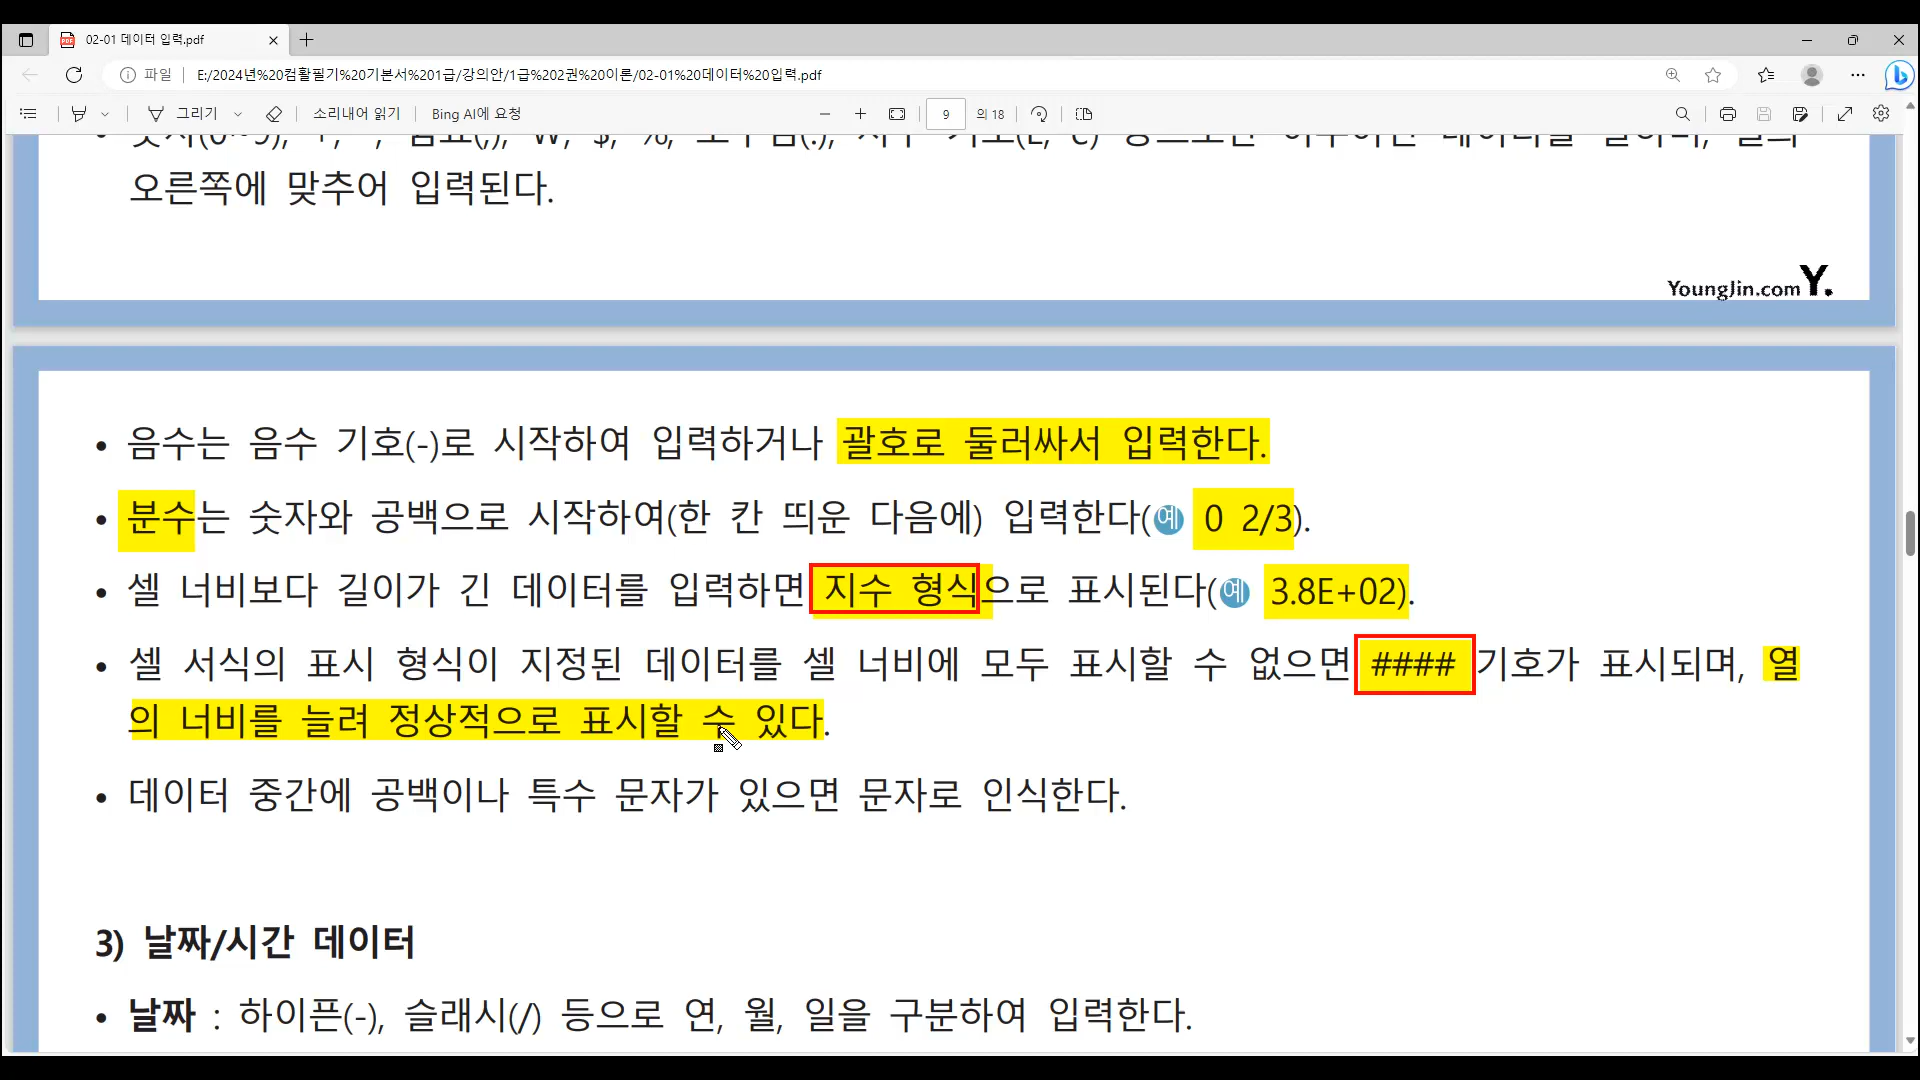 02-01 데이터 입력.pdf
파일 E:/2024년%20컴활필기%20기본서%201급/강의안/1급%202권%20이론/02-01%20데이터%20입력.pdf
그리기 소리내어 읽기 Bing AI에 요청 9 의 18
오른쪽에 맞추어 입력된다.
YoungJin.com Y.
• 음수는 음수 기호(-)로 시작하여 입력하거나 괄호로 둘러싸서 입력한다.
• 분수는 숫자와 공백으로 시작하여(한 칸 띄운 다음에) 입력한다(예 0 2/3).
• 셀 너비보다 길이가 긴 데이터를 입력하면 지수 형식으로 표시된다(예 3.8E+02).
• 셀 서식의 표시 형식이 지정된 데이터를 셀 너비에 모두 표시할 수 없으면 #### 기호가 표시되며, 열
의 너비를 늘려 정상적으로 표시할 수 있다.
• 데이터 중간에 공백이나 특수 문자가 있으면 문자로 인식한다.
3) 날짜/시간 데이터
• 날짜 : 하이픈(-), 슬래시(/) 등으로 연, 월, 일을 구분하여 입력한다.